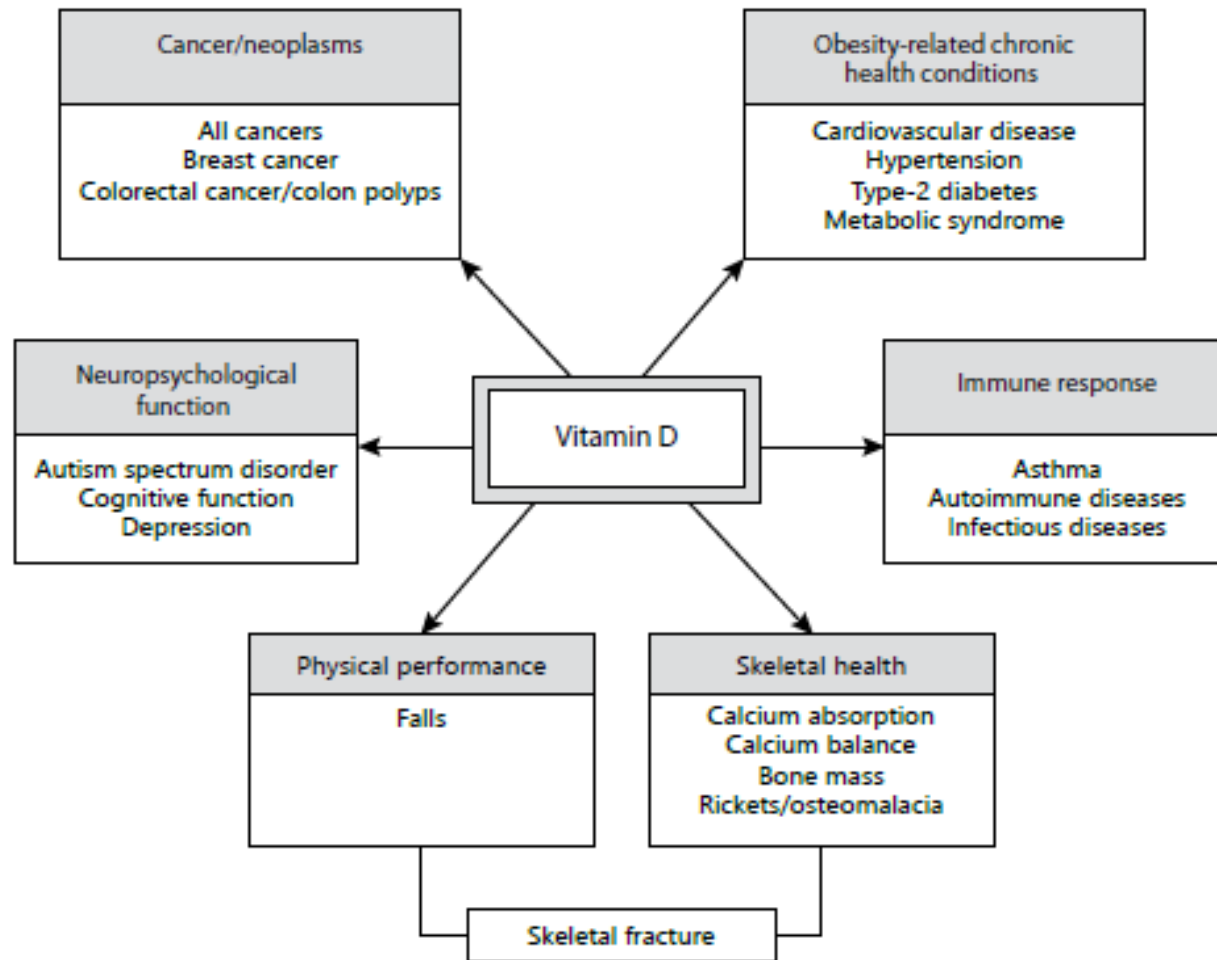 Cancer/neoplasms
All cancers
Breast cancer
Colorectal cancer/colon polyps
Obesity-related chronic
health conditions
Cardiovascular disease
Hypertension
Type-2 diabetes
Metabolic syndrome
Neuropsychological
function
Autism spectrum disorder
Cognitive function
Depression
Vitamin D
Immune response
Asthma
Autoimmune diseases
Infectious diseases
Physical performance
Falls
Skeletal health
Calcium absorption
Calcium balance
Bone mass
Rickets/osteomalacia
Skeletal fracture